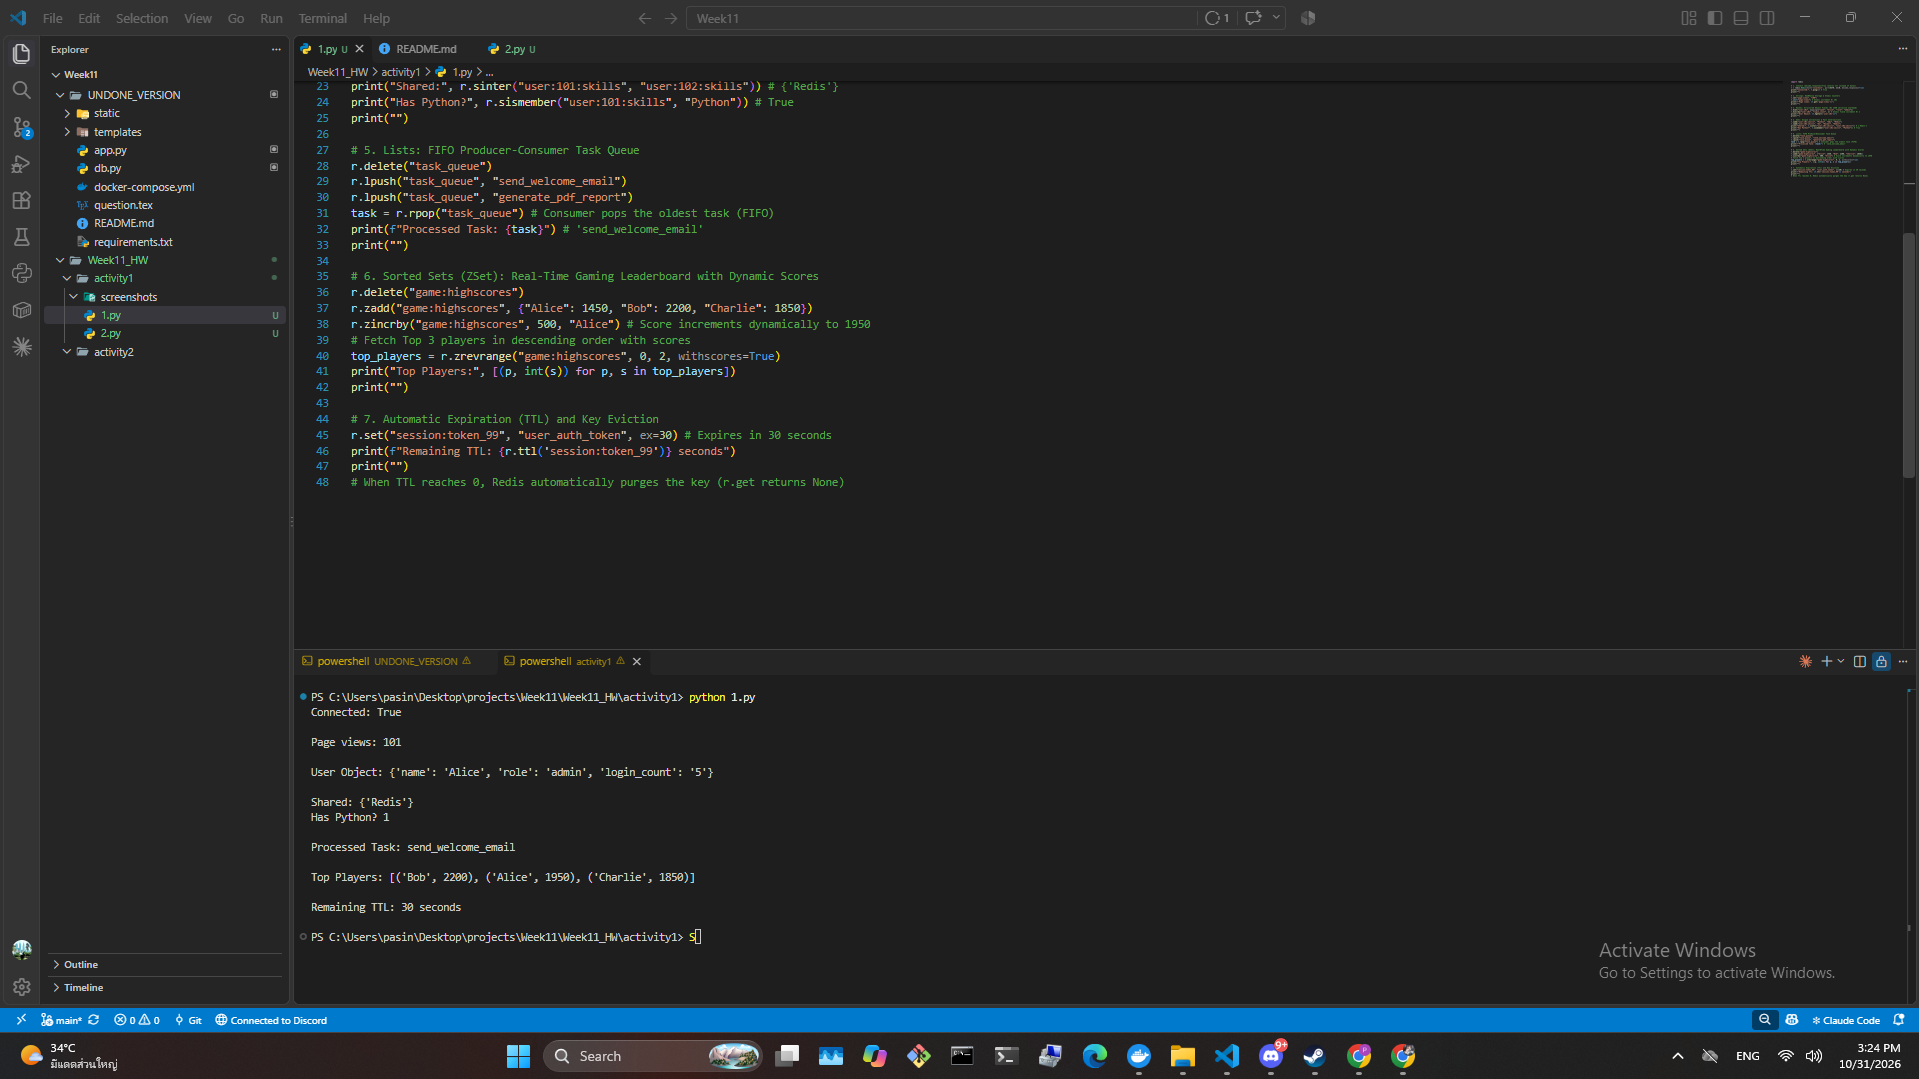 File Edit Selection View Go Run Terminal Help
Week11
1
Explorer
1.py U
README.md
2.py U
Week11_HW > activity1 > 1.py > ...
Week11
UNDONE_VERSION
static
templates
app.py
db.py
docker-compose.yml
question.tex
README.md
requirements.txt
Week11_HW
activity1
screenshots
1.py U
2.py U
activity2
Outline
Timeline
2
23 print("Shared:", r.sinter("user:101:skills", "user:102:skills")) # {'Redis'}
24 print("Has Python?", r.sismember("user:101:skills", "Python")) # True
25 print("")
26
27 # 5. Lists: FIFO Producer-Consumer Task Queue
28 r.delete("task_queue")
29 r.lpush("task_queue", "send_welcome_email")
30 r.lpush("task_queue", "generate_pdf_report")
31 task = r.rpop("task_queue") # Consumer pops the oldest task (FIFO)
32 print(f"Processed Task: {task}") # 'send_welcome_email'
33 print("")
34
35 # 6. Sorted Sets (ZSet): Real-Time Gaming Leaderboard with Dynamic Scores
36 r.delete("game:highscores")
37 r.zadd("game:highscores", {"Alice": 1450, "Bob": 2200, "Charlie": 1850})
38 r.zincrby("game:highscores", 500, "Alice") # Score increments dynamically to 1950
39 # Fetch Top 3 players in descending order with scores
40 top_players = r.zrevrange("game:highscores", 0, 2, withscores=True)
41 print("Top Players:", [(p, int(s)) for p, s in top_players])
42 print("")
43
44 # 7. Automatic Expiration (TTL) and Key Eviction
45 r.set("session:token_99", "user_auth_token", ex=30) # Expires in 30 seconds
46 print(f"Remaining TTL: {r.ttl('session:token_99')} seconds")
47 print("")
48 # When TTL reaches 0, Redis automatically purges the key (r.get returns None)
powershell UNDONE_VERSION
powershell activity1
PS C:\Users\pasin\Desktop\projects\Week11\Week11_HW\activity1> python 1.py
Connected: True
Page views: 101
User Object: {'name': 'Alice', 'role': 'admin', 'login_count': '5'}
Shared: {'Redis'}
Has Python? 1
Processed Task: send_welcome_email
Top Players: [('Bob', 2200), ('Alice', 1950), ('Charlie', 1850)]
Remaining TTL: 30 seconds
PS C:\Users\pasin\Desktop\projects\Week11\Week11_HW\activity1> S
Activate Windows
Go to Settings to activate Windows.
main* 0 0 Git Connected to Discord
Claude Code
34°C
มีแดดส่วนใหญ่
Search
9+
ENG
3:24 PM
10/31/2026